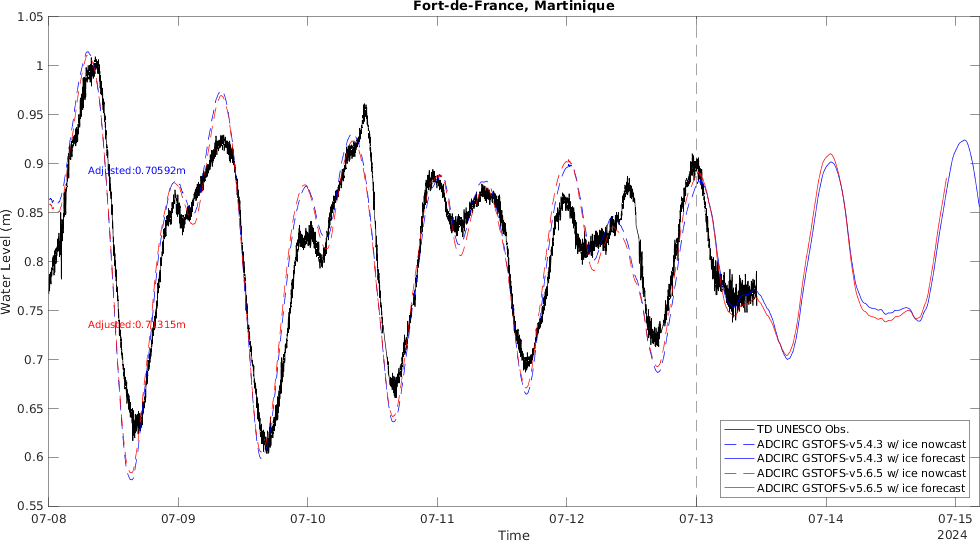 Fort-de-France, Martinique
1.05
1
0.95
0.9
0.85
0.8
0.75
0.7
0.65
0.6
0.55
Water Level (m)
Adjusted:0.70592m
Adjusted:0.71315m
TD UNESCO Obs.
ADCIRC GSTOFS-v5.4.3 w/ ice nowcast
ADCIRC GSTOFS-v5.4.3 w/ ice forecast
ADCIRC GSTOFS-v5.6.5 w/ ice nowcast
ADCIRC GSTOFS-v5.6.5 w/ ice forecast
07-08 07-09 07-10 07-11 07-12 07-13 07-14 07-15
Time
2024